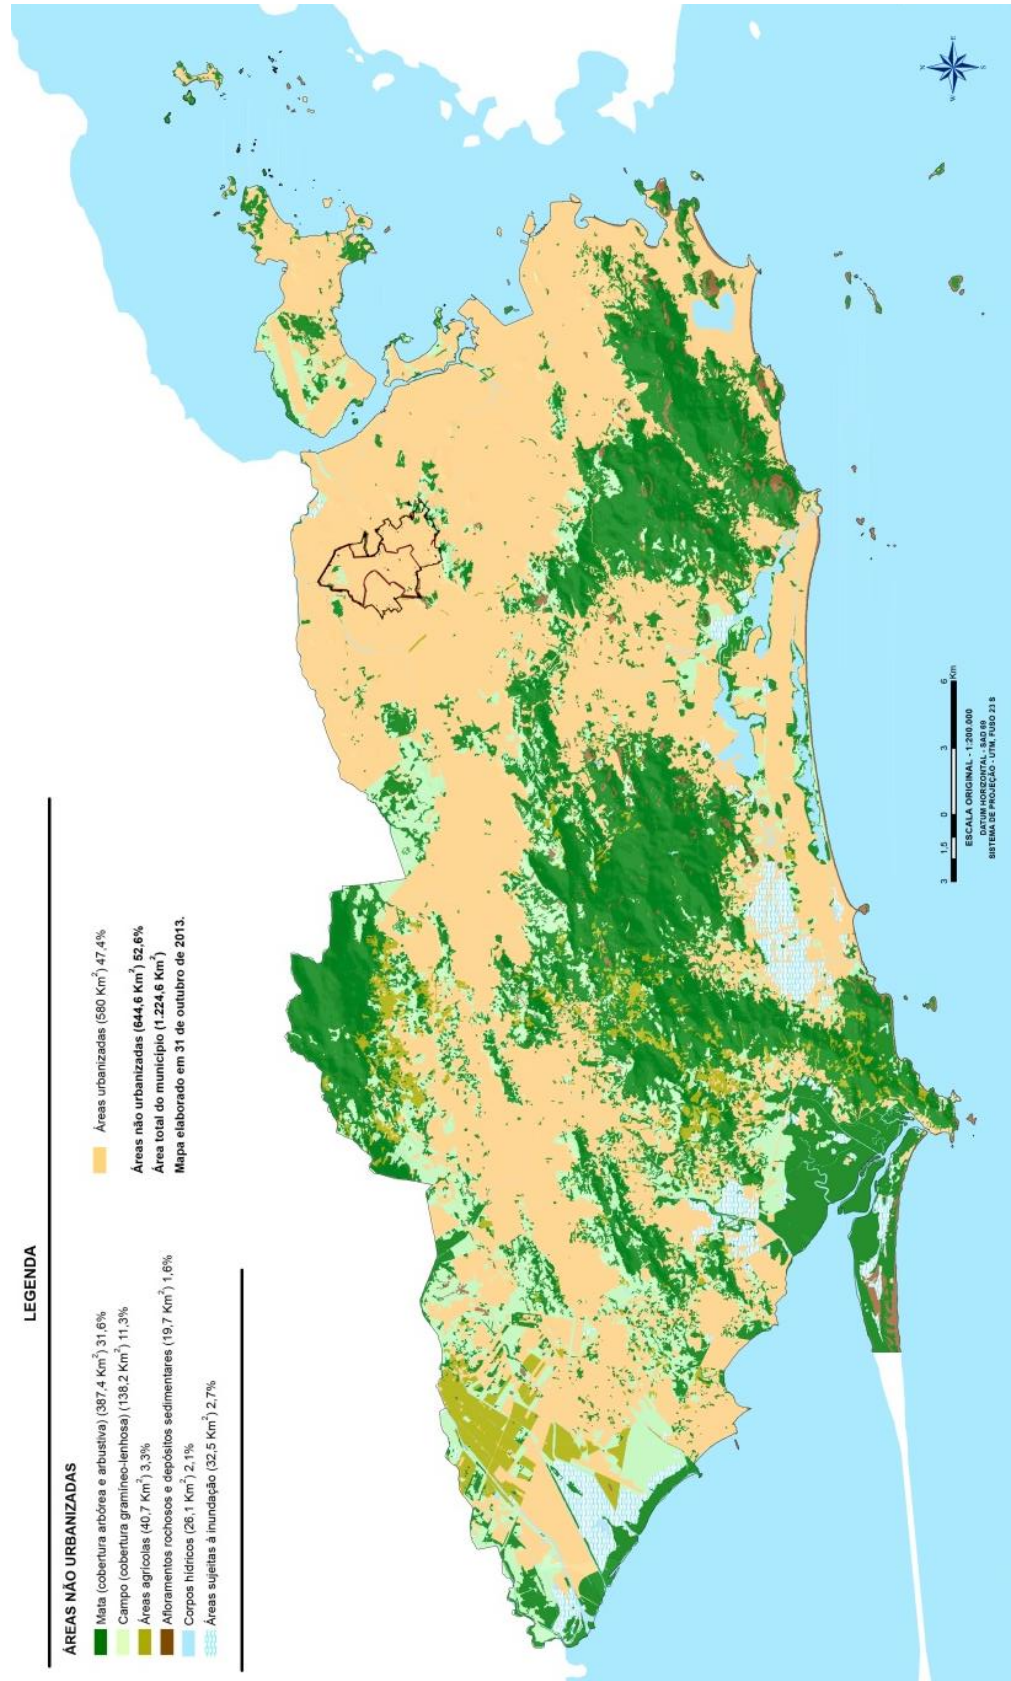 LEGENDA
ÁREAS NÃO URBANIZADAS
Mata (cobertura arbórea e arbustiva) (387,4 Km²) 31,6%
Campo (cobertura gramíneo-lenhosa) (138,2 Km²) 11,3%
Áreas agrícolas (40,7 Km²) 3,3%
Afloramentos rochosos e depósitos sedimentares (19,7 Km²) 1,6%
Corpos hídricos (26,1 Km²) 2,1%
Áreas sujeitas à inundação (32,5 Km²) 2,7%
Áreas urbanizadas (580 Km²) 47,4%
Áreas não urbanizadas (644,6 Km²) 52,6%
Área total do município (1.224,6 Km²)
Mapa elaborado em 31 de outubro de 2013.
N
E
S
W
3 1,5 0 3 6 Km
ESCALA ORIGINAL - 1:200.000
DATUM HORIZONTAL - SAD 69
SISTEMA DE PROJEÇÃO - UTM, FUSO 23 S